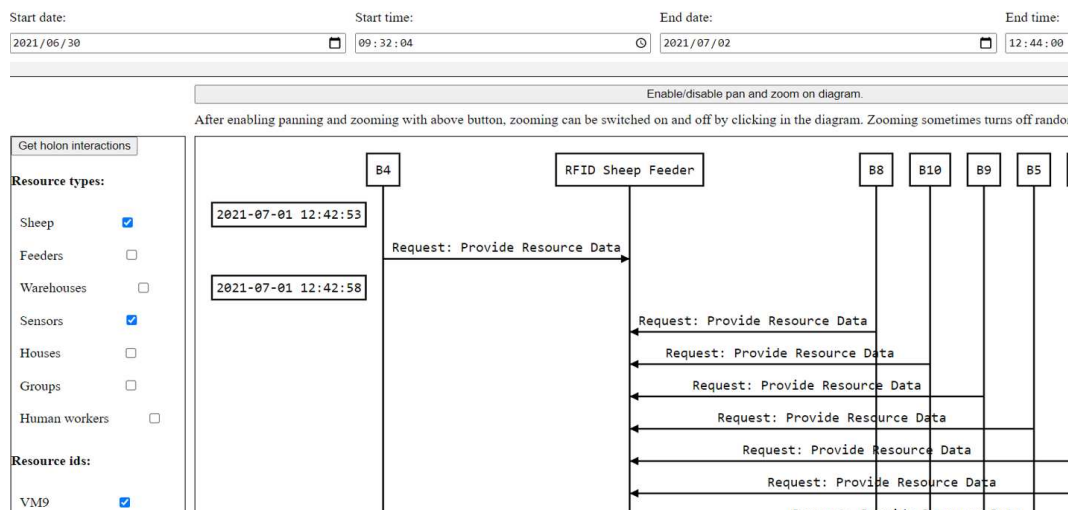 Start date:
Start time:
End date:
End time:
2021/06/30
09:32:04
2021/07/02
12:44:00
Enable/disable pan and zoom on diagram.
After enabling panning and zooming with above button, zooming can be switched on and off by clicking in the diagram. Zooming sometimes turns off
Get holon interactions
Resource types:
Sheep
Feeders
Warehouses
Sensors
Houses
Groups
Human workers
Resource ids:
VM9
B4
RFID Sheep Feeder
B8
B10
B9
B5
2021-07-01 12:42:53
Request: Provide Resource Data
2021-07-01 12:42:58
Request: Provide Resource Data
Request: Provide Resource Data
Request: Provide Resource Data
Request: Provide Resource Data
Request: Provide Resource Data
Request: Provide Resource Data